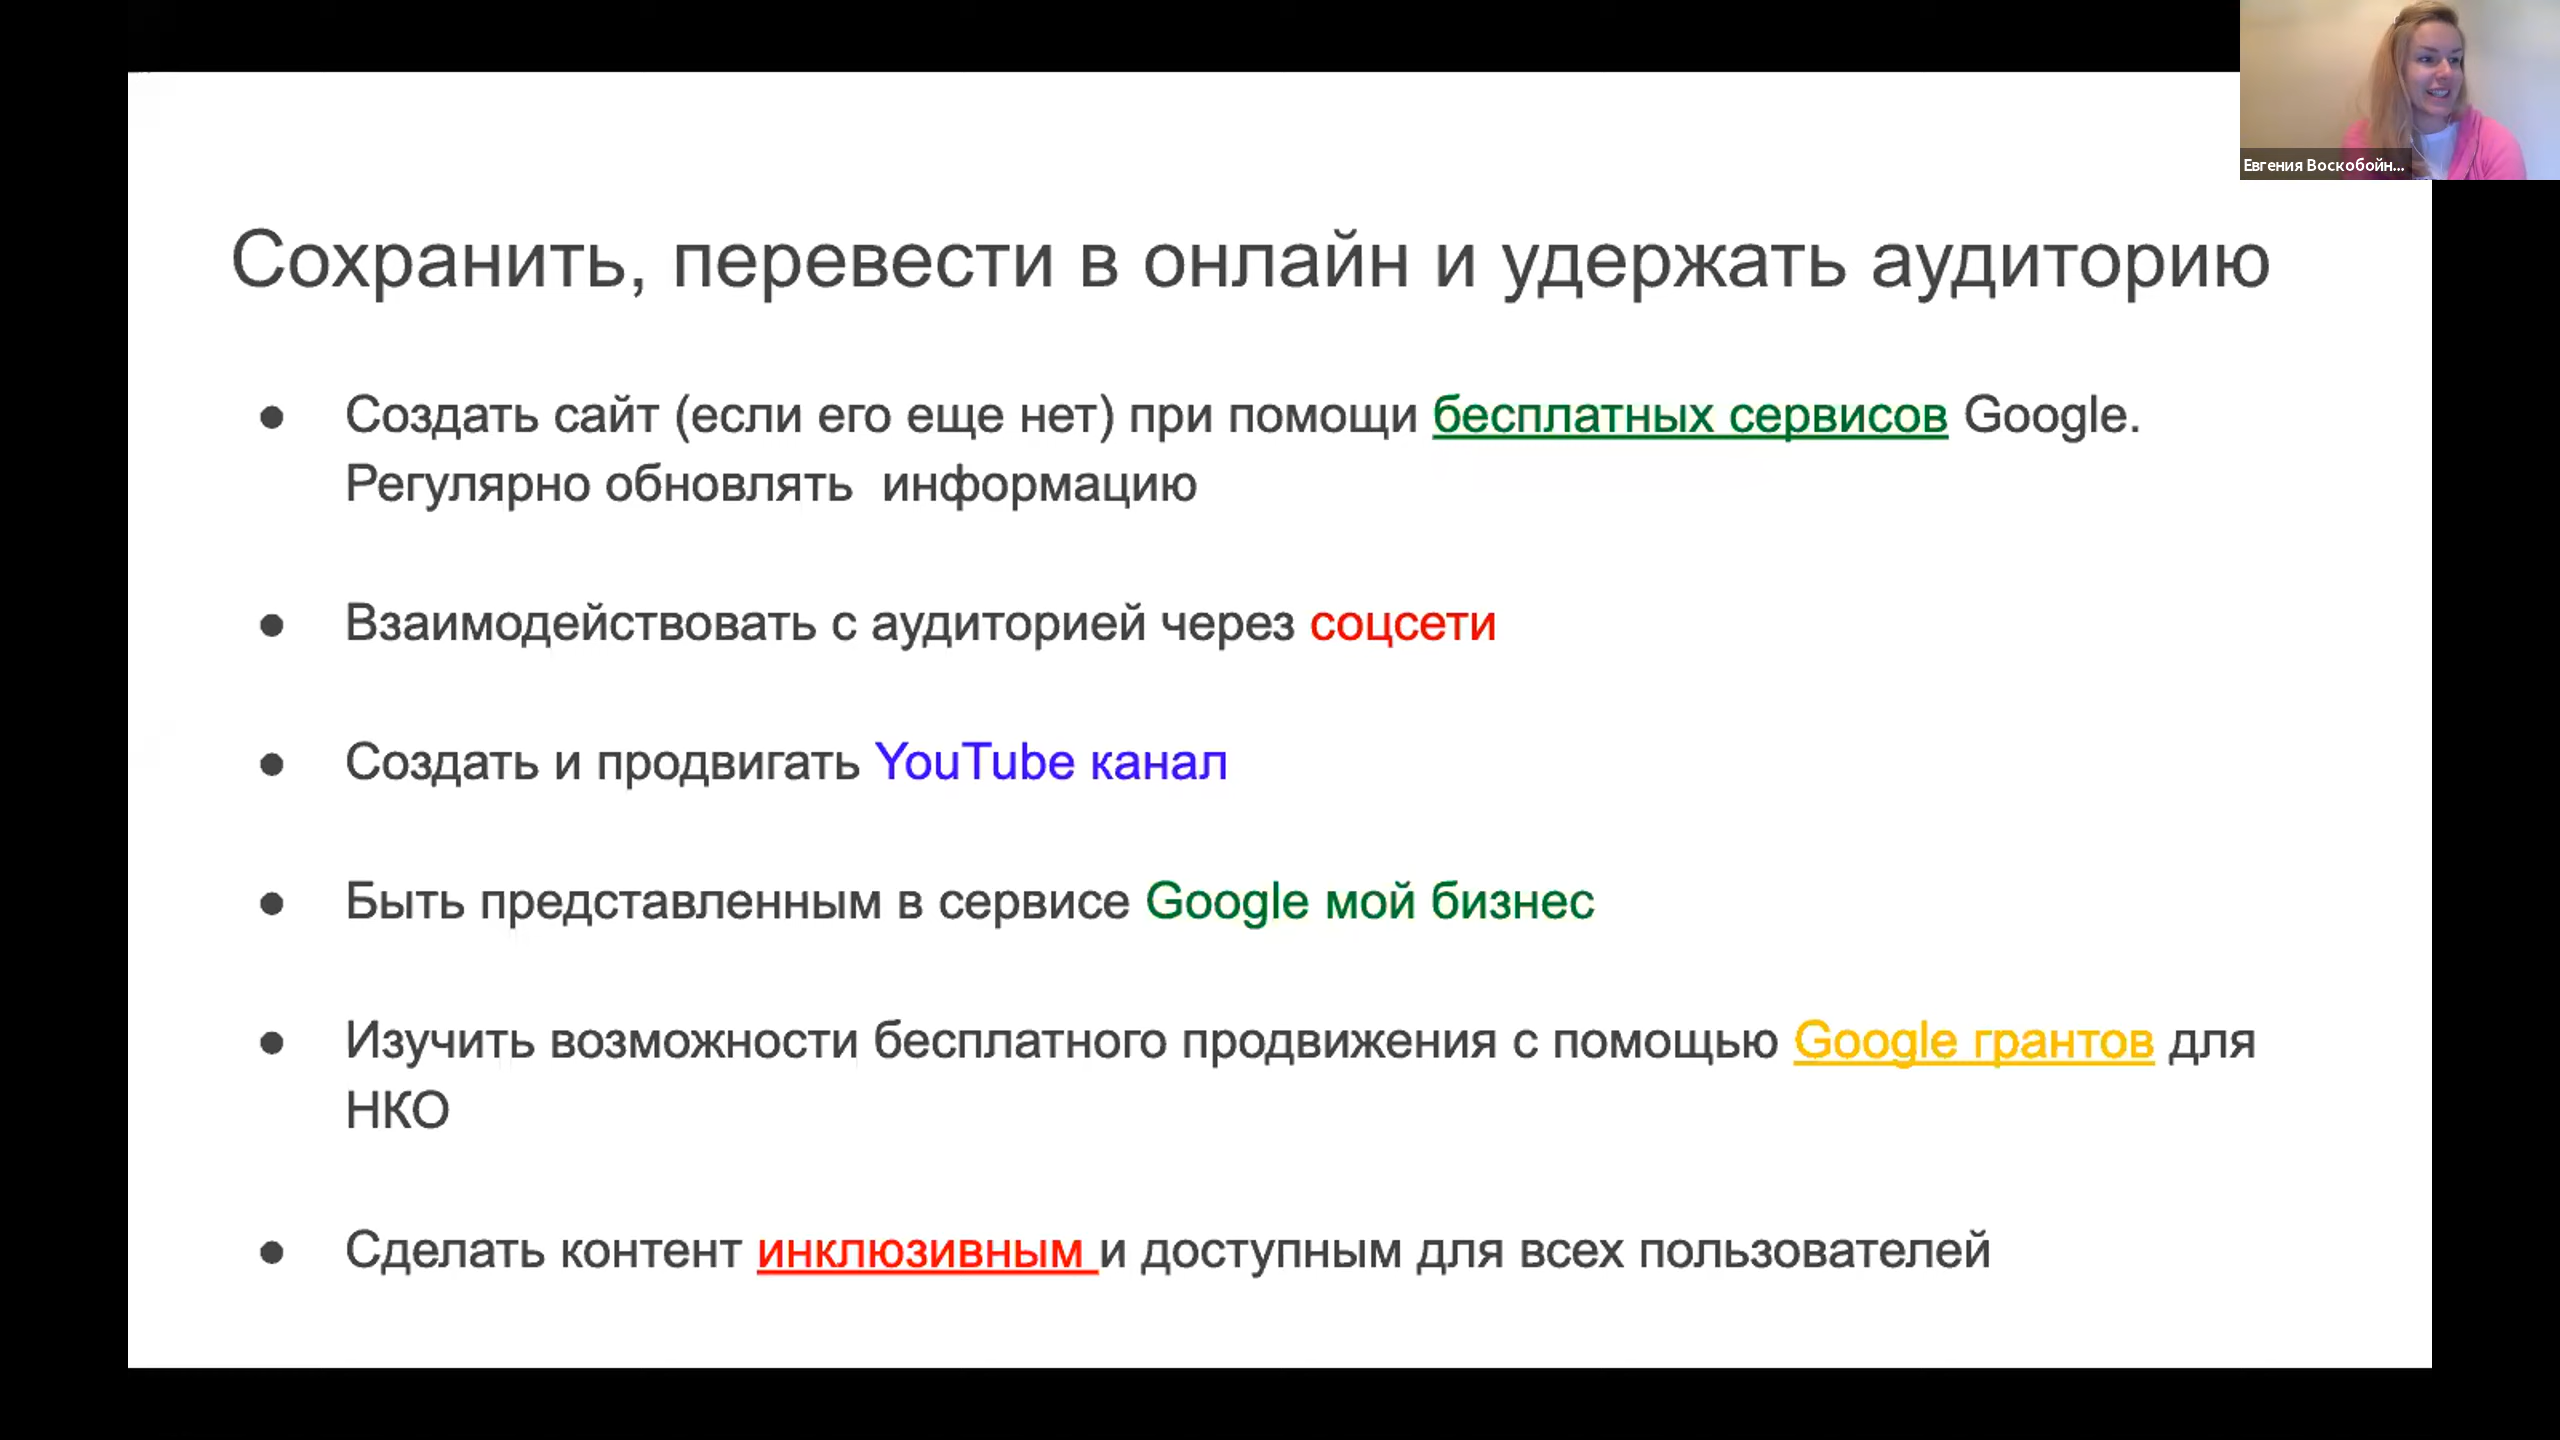 Евгения Воскобойн...
Сохранить, перевести в онлайн и удержать аудиторию
● Создать сайт (если его еще нет) при помощи бесплатных сервисов Google.
Регулярно обновлять информацию
● Взаимодействовать с аудиторией через соцсети
● Создать и продвигать YouTube канал
● Быть представленным в сервисе Google мой бизнес
● Изучить возможности бесплатного продвижения с помощью Google грантов для
НКО
● Сделать контент инклюзивным и доступным для всех пользователей